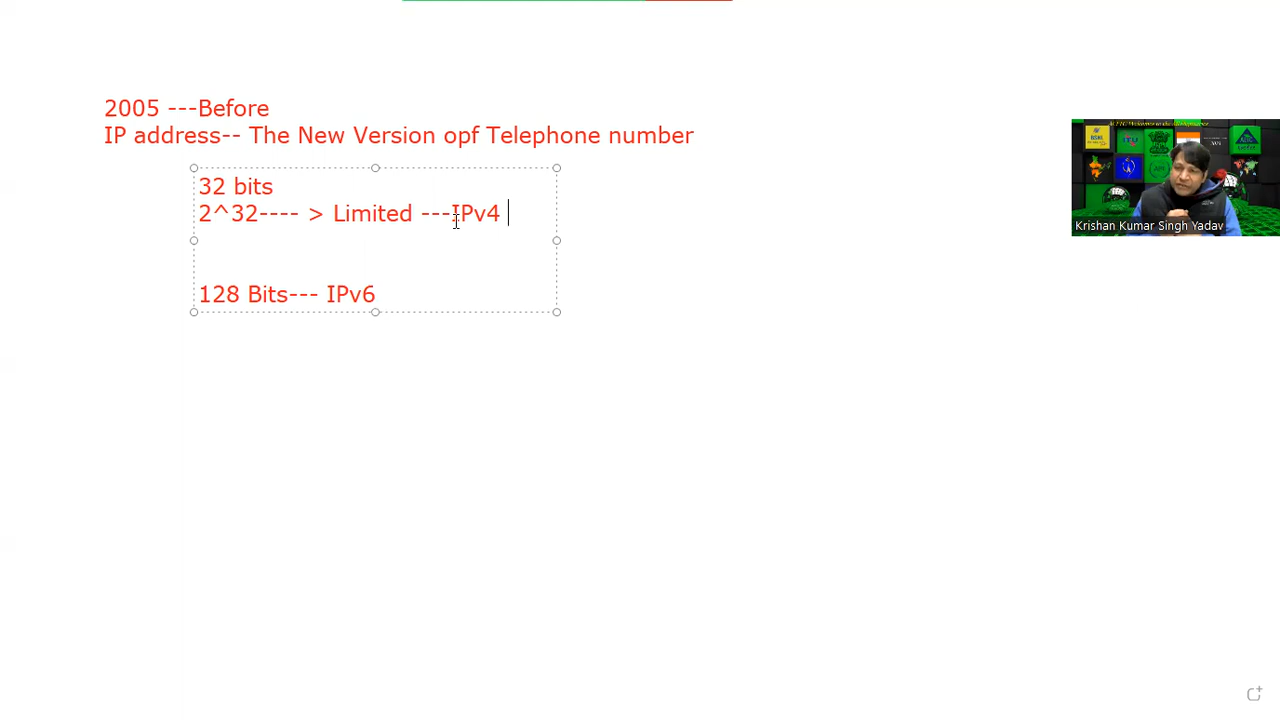 2005 ---Before
IP address-- The New Version opf Telephone number
32 bits
2^32---- > Limited ---IPv4
128 Bits--- IPv6
Krishan Kumar Singh Yadav